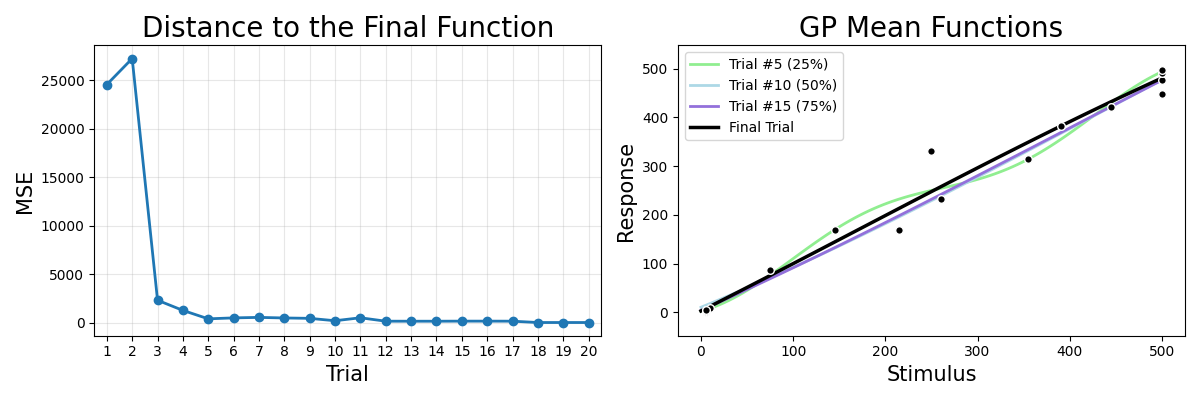 Distance to the Final Function
MSE
25000
20000
15000
10000
5000
0
1 2 3 4 5 6 7 8 9 10 11 12 13 14 15 16 17 18 19 20
Trial
GP Mean Functions
Trial #5 (25%)
Trial #10 (50%)
Trial #15 (75%)
Final Trial
Response
500
400
300
200
100
0
0 100 200 300 400 500
Stimulus